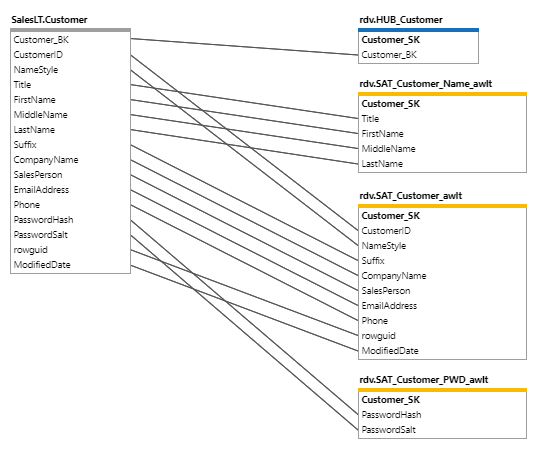 SalesLT.Customer
Customer_BK
CustomerID
NameStyle
Title
FirstName
MiddleName
LastName
Suffix
CompanyName
SalesPerson
EmailAddress
Phone
PasswordHash
PasswordSalt
rowguid
ModifiedDate
rdv.HUB_Customer
Customer_SK
Customer_BK
rdv.SAT_Customer_Name_awlt
Customer_SK
Title
FirstName
MiddleName
LastName
rdv.SAT_Customer_awlt
Customer_SK
CustomerID
NameStyle
Suffix
CompanyName
SalesPerson
EmailAddress
Phone
rowguid
ModifiedDate
rdv.SAT_Customer_PWD_awlt
Customer_SK
PasswordHash
PasswordSalt